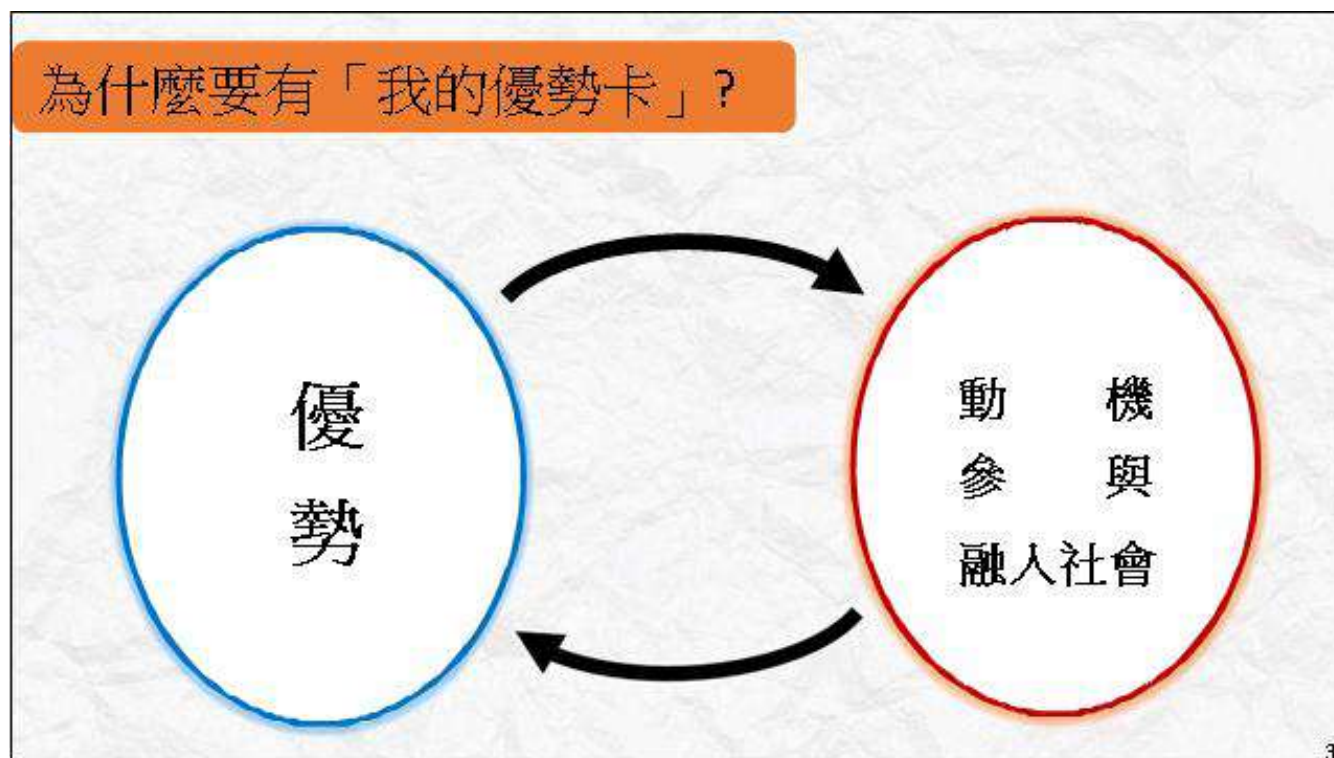 為什麼要有「我的優勢卡」?
優
勢
動 機
參 與
融入社會
3